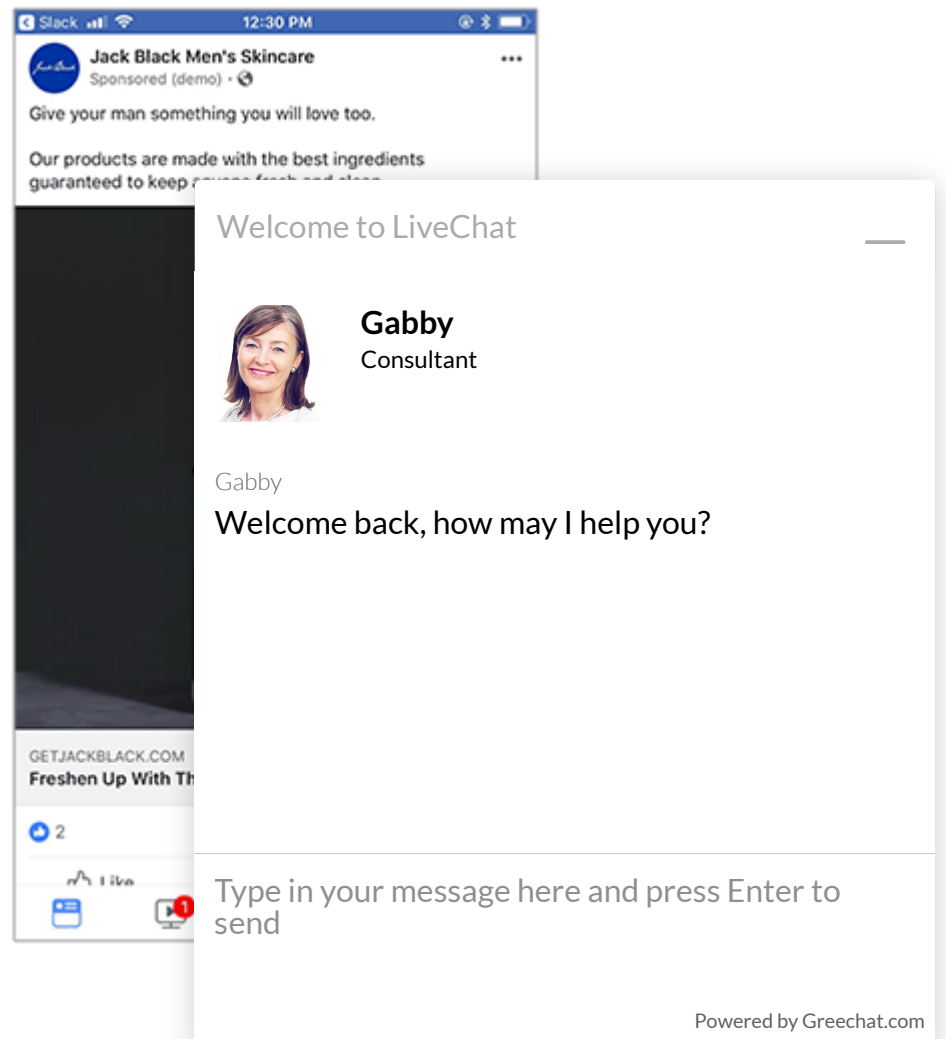 Slack
12:30 PM
Jack Black Men's Skincare
Sponsored (demo) ·
Give your man something you will love too.
Our products are made with the best ingredients
guaranteed to keep
Welcome to LiveChat
Gabby
Consultant
Gabby
Welcome back, how may I help you?
GETJACKBLACK.COM
Freshen Up With
2
Like
1
Type in your message here and press Enter to
send
Powered by Greechat.com